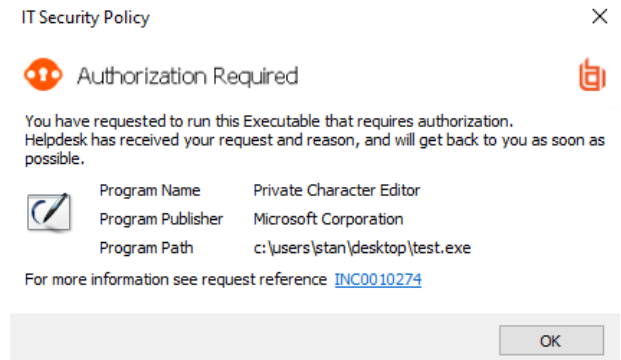 IT Security Policy
Authorization Required
You have requested to run this Executable that requires authorization.
Helpdesk has received your request and reason, and will get back to you as soon as
possible.
Program Name Private Character Editor
Program Publisher Microsoft Corporation
Program Path c:\users\stan\desktop\test.exe
For more information see request reference INC0010274
OK